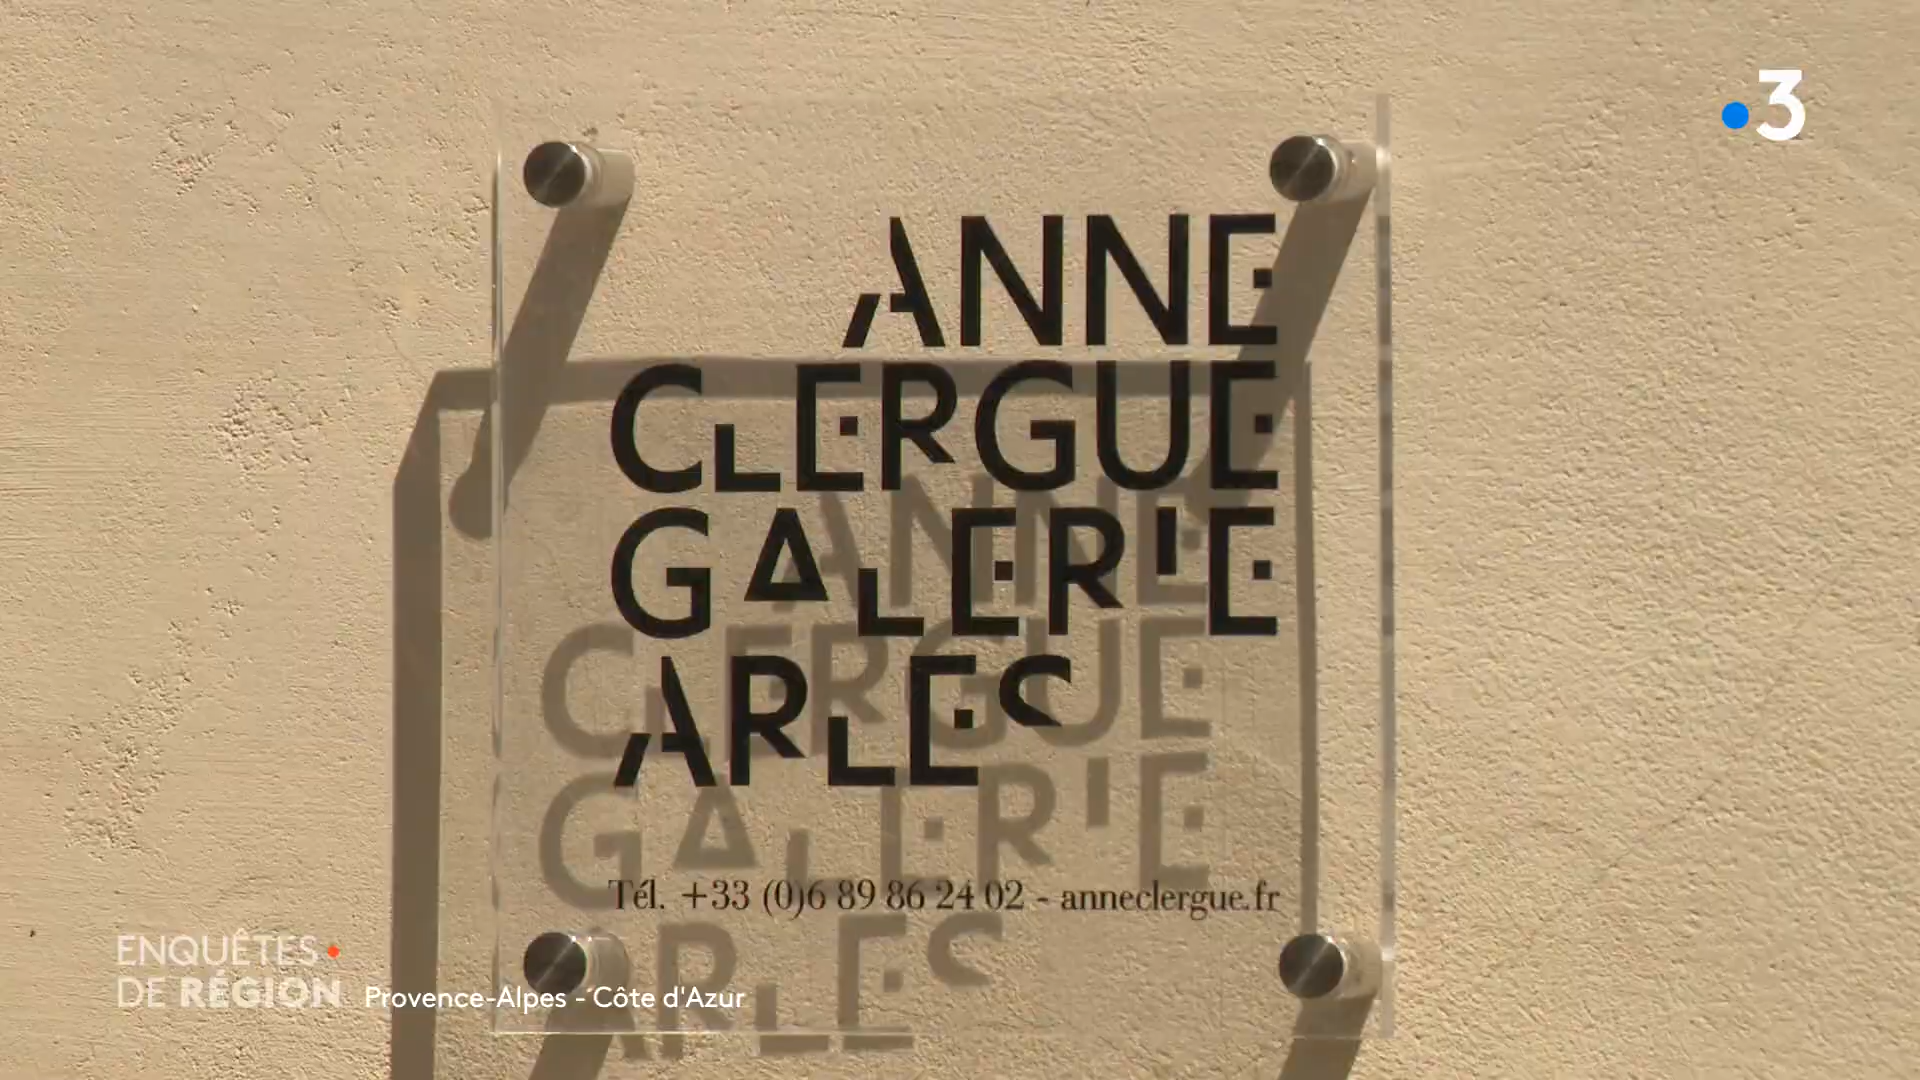 3
ANNE
CLERGUE
GALERIE
ARLES
Tél. +33 (0)6 89 86 24 02 - anneclergue.fr
ENQUÊTES
DE RÉGION Provence-Alpes - Côte d'Azur